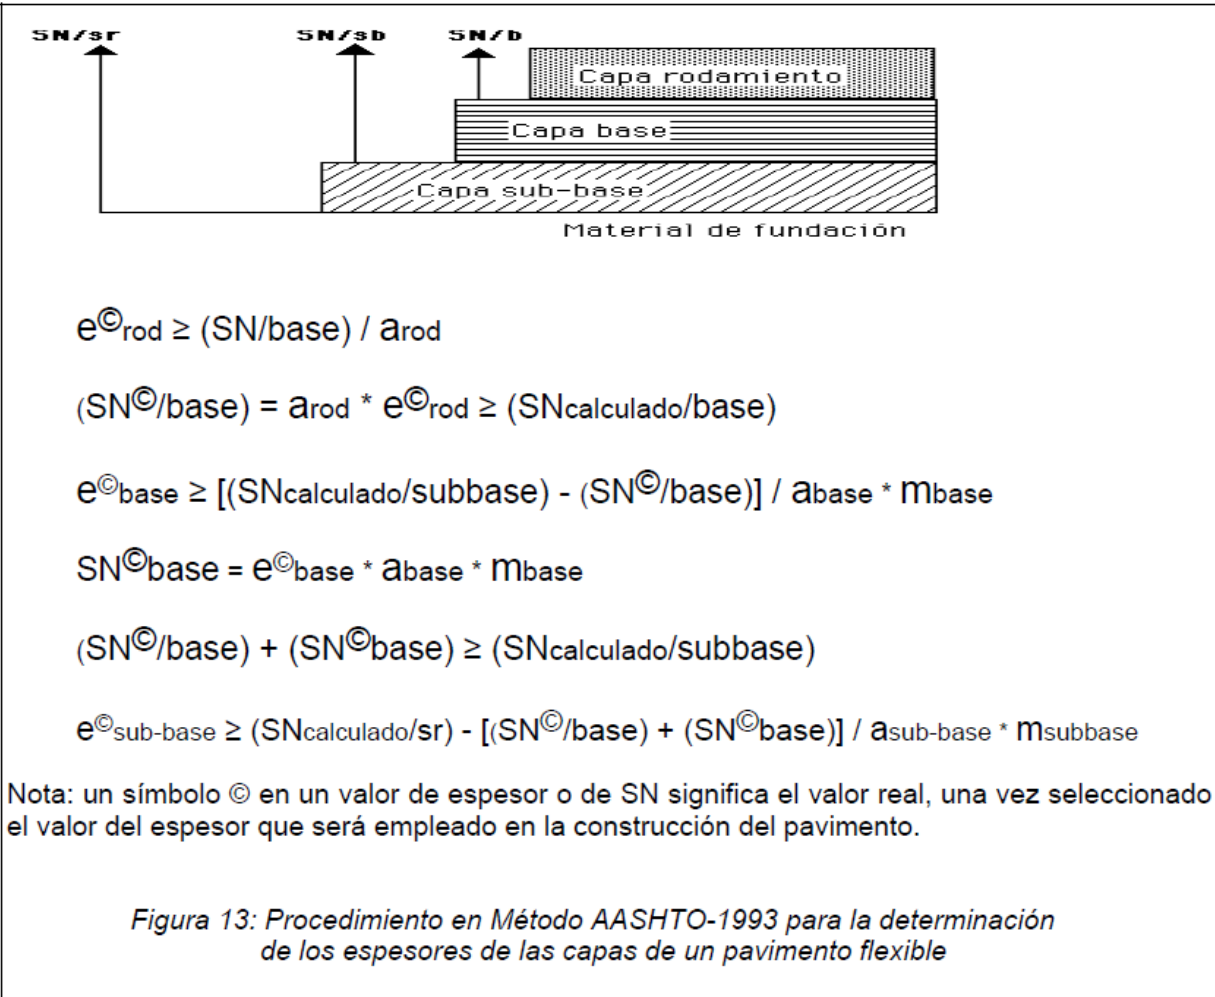 SN/sr SN/sb SN/b
Capa rodamiento
Capa base
Capa sub-base
Material de fundación
e©rod ≥ (SN/base) / arod
(SN©/base) = arod * e©rod ≥ (SNcalculado/base)
e©base ≥ [(SNcalculado/subbase) - (SN©/base)] / abase * mbase
SN©base = e©base * abase * mbase
(SN©/base) + (SN©base) ≥ (SNcalculado/subbase)
e©sub-base ≥ (SNcalculado/sr) - [(SN©/base) + (SN©base)] / asub-base * msubbase
Nota: un símbolo © en un valor de espesor o de SN significa el valor real, una vez seleccionado
el valor del espesor que será empleado en la construcción del pavimento.
Figura 13: Procedimiento en Método AASHTO-1993 para la determinación
de los espesores de las capas de un pavimento flexible